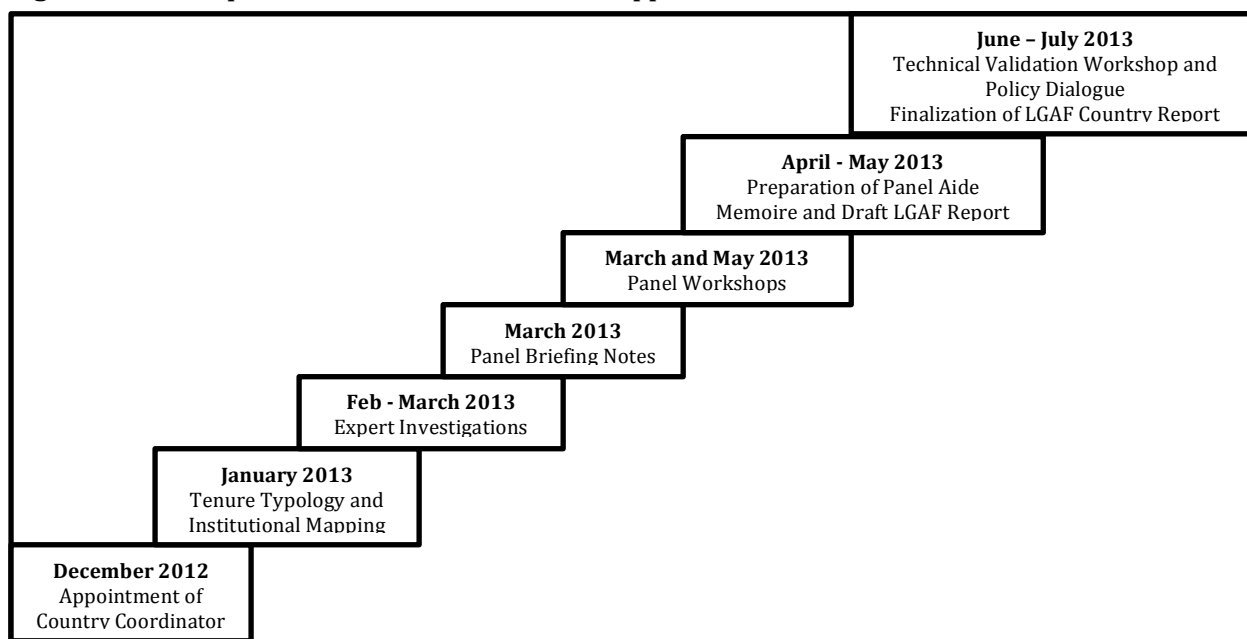 June – July 2013
Technical Validation Workshop and
Policy Dialogue
Finalization of LGAF Country Report
April - May 2013
Preparation of Panel Aide
Memoire and Draft LGAF Report
March and May 2013
Panel Workshops
March 2013
Panel Briefing Notes
Feb - March 2013
Expert Investigations
January 2013
Tenure Typology and
Institutional Mapping
December 2012
Appointment of
Country Coordinator